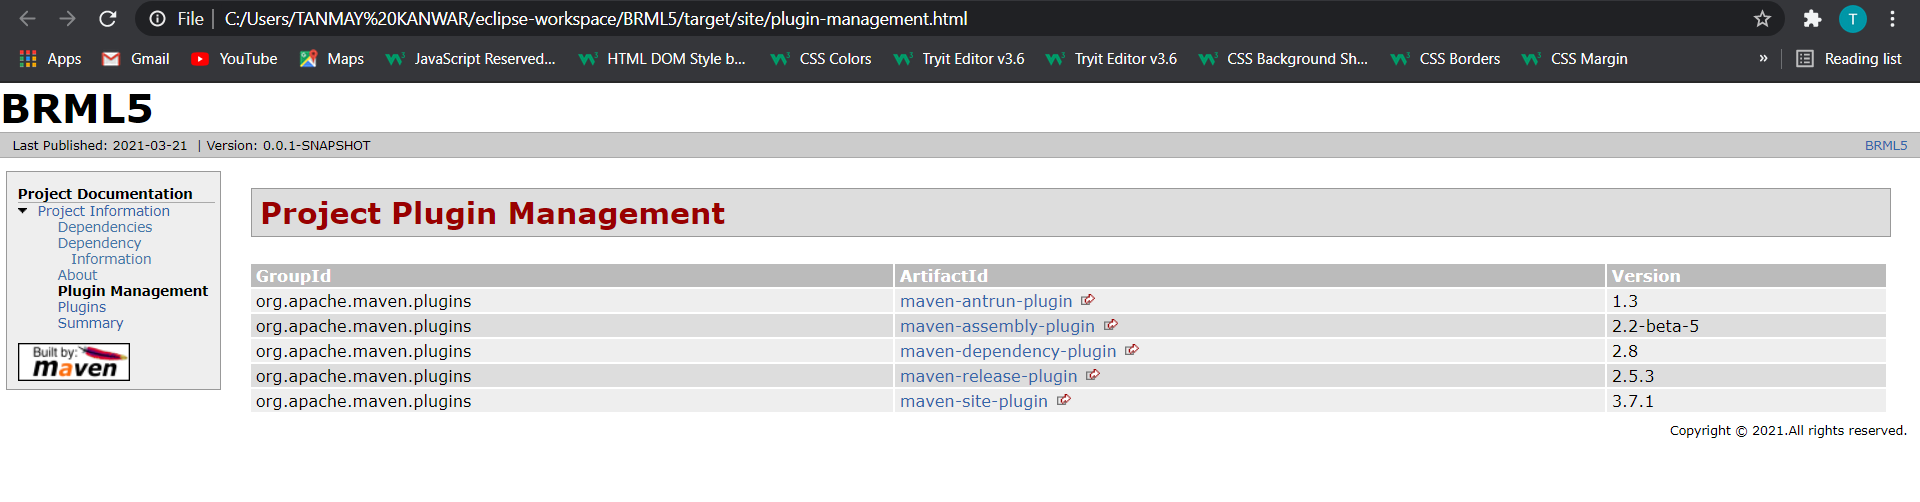 File | C:/Users/TANMAY%20KANWAR/eclipse-workspace/BRML5/target/site/plugin-management.html T
Apps Gmail YouTube Maps JavaScript Reserved... HTML DOM Style b... CSS Colors Tryit Editor v3.6 Tryit Editor v3.6 CSS Background Sh... CSS Borders CSS Margin » Reading list
BRML5
Last Published: 2021-03-21 | Version: 0.0.1-SNAPSHOT BRML5
Project Documentation
Project Information
Dependencies
Dependency
Information
About
Plugin Management
Plugins
Summary
Built by:
maven
Project Plugin Management
GroupId ArtifactId Version
org.apache.maven.plugins maven-antrun-plugin 1.3
org.apache.maven.plugins maven-assembly-plugin 2.2-beta-5
org.apache.maven.plugins maven-dependency-plugin 2.8
org.apache.maven.plugins maven-release-plugin 2.5.3
org.apache.maven.plugins maven-site-plugin 3.7.1
Copyright © 2021.All rights reserved.